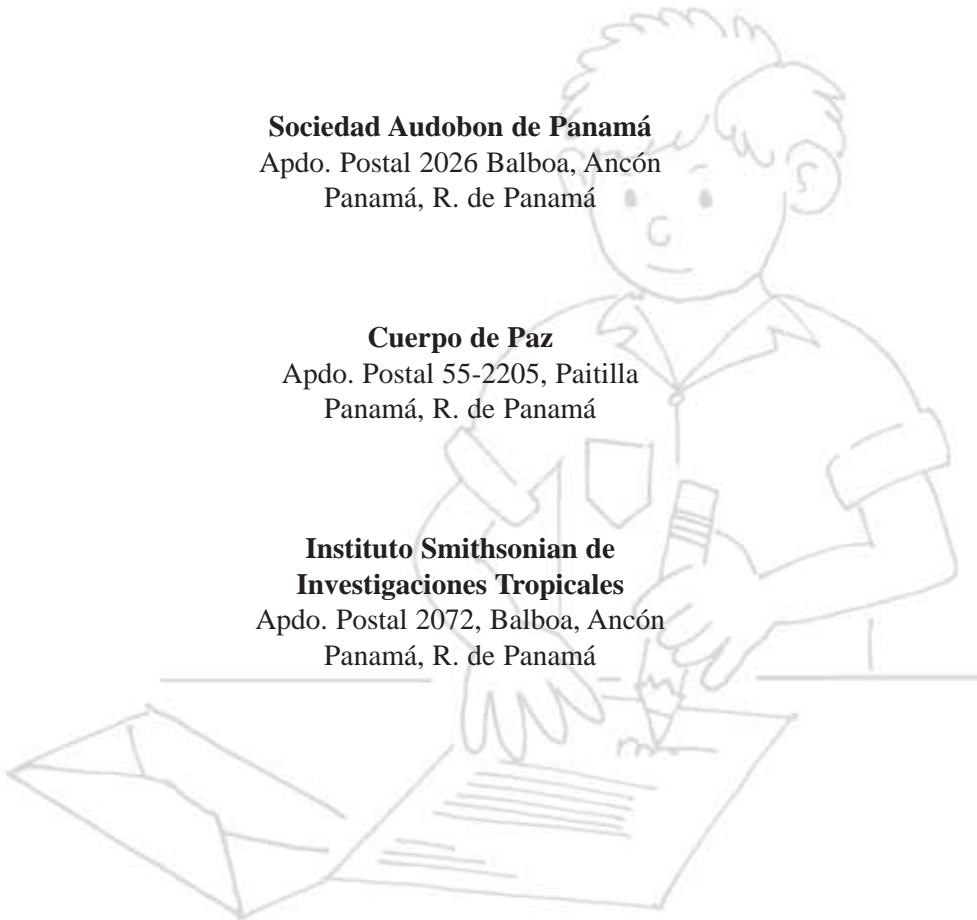 Sociedad Audobon de Panamá
Apdo. Postal 2026 Balboa, Ancón
Panamá, R. de Panamá
Cuerpo de Paz
Apdo. Postal 55-2205, Paitilla
Panamá, R. de Panamá
Instituto Smithsonian de
Investigaciones Tropicales
Apdo. Postal 2072, Balboa, Ancón
Panamá, R. de Panamá